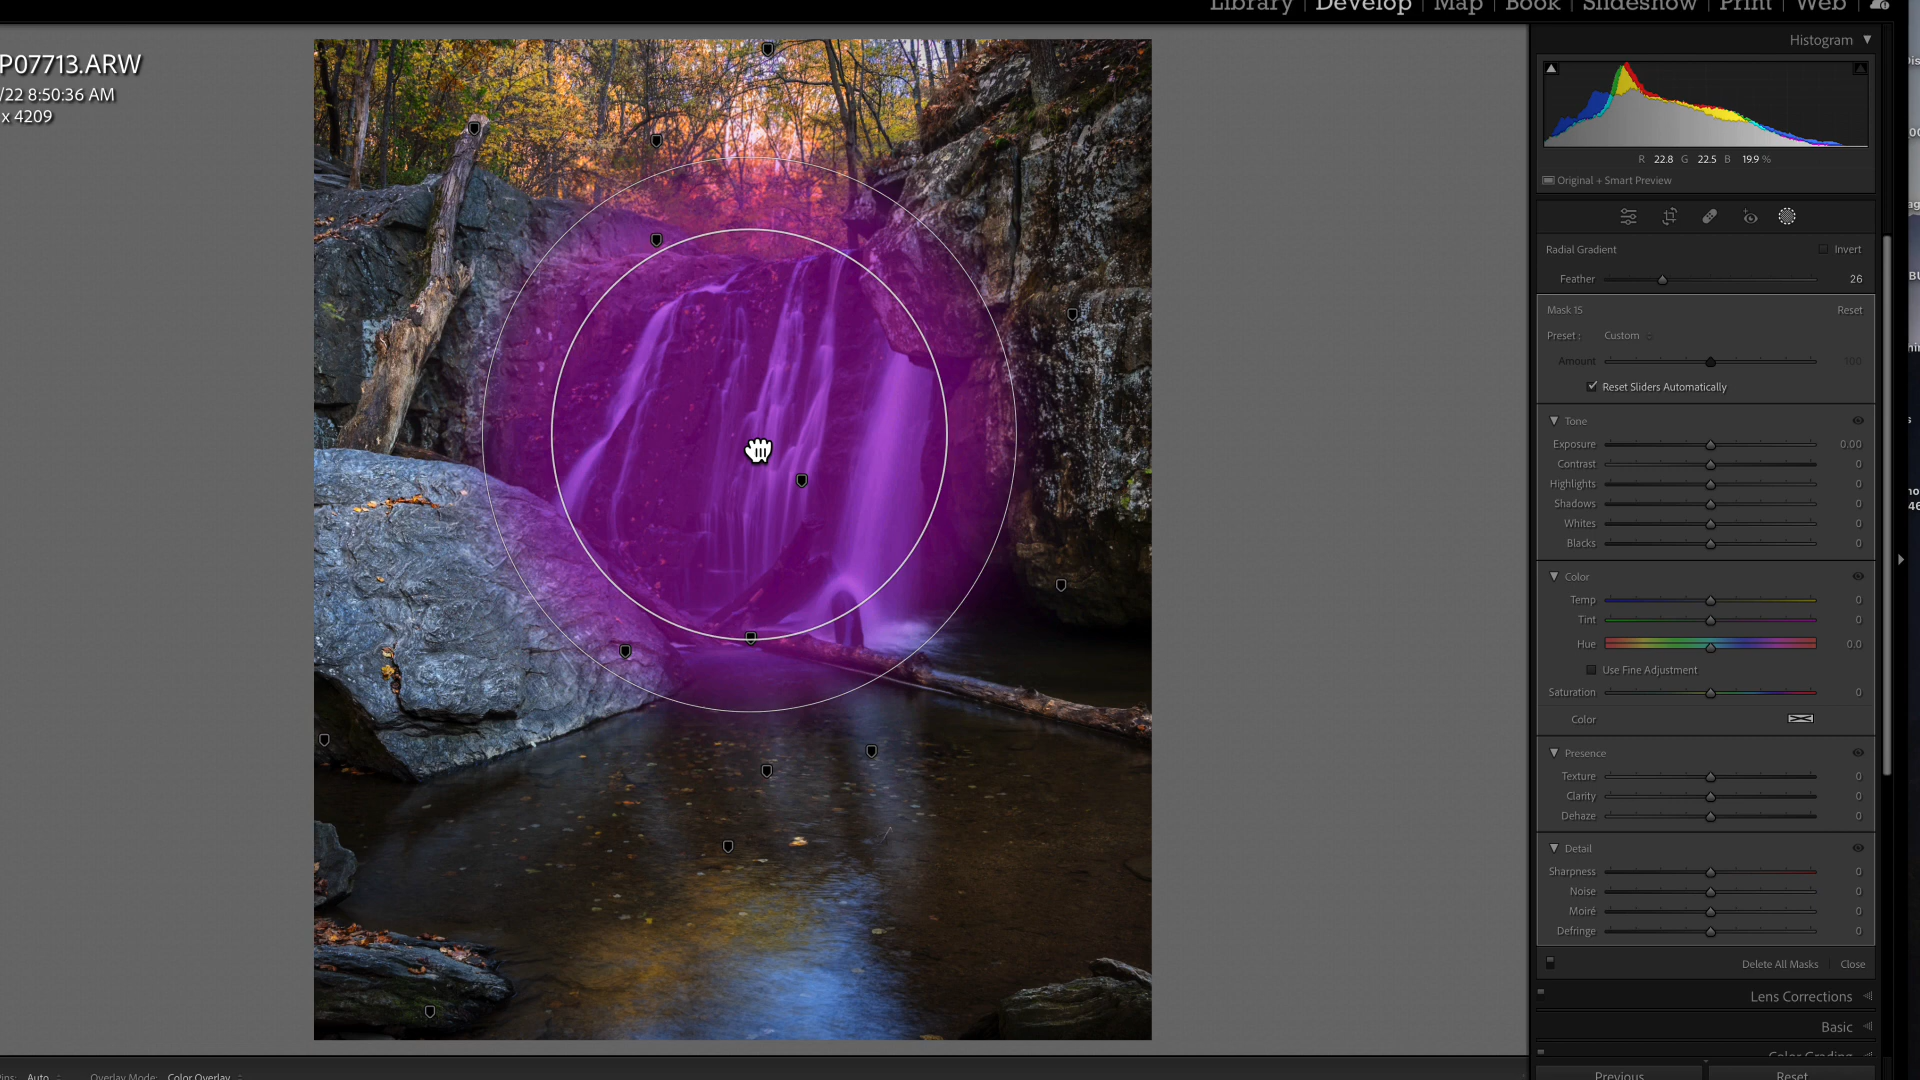 Library | Develop | Map | Book | Slideshow | Print | Web
P07713.ARW
/22 8:50:36 AM
x 4209
Histogram
R 22.8 G 22.5 B 19.9 %
Original + Smart Preview
Radial Gradient Invert
Feather 26
Mask 15 Reset
Preset: Custom
Amount 100
Reset Sliders Automatically
Tone
Exposure 0.00
Contrast 0
Highlights 0
Shadows 0
Whites 0
Blacks 0
Color
Temp 0
Tint 0
Hue 0.0
Use Fine Adjustment
Saturation 0
Color
Presence
Texture 0
Clarity 0
Dehaze 0
Detail
Sharpness 0
Noise 0
Moiré 0
Defringe 0
Delete All Masks Close
Lens Corrections
Basic
Color Grading
Pins: Auto Overlay Mode: Color Overlay
Previous Reset